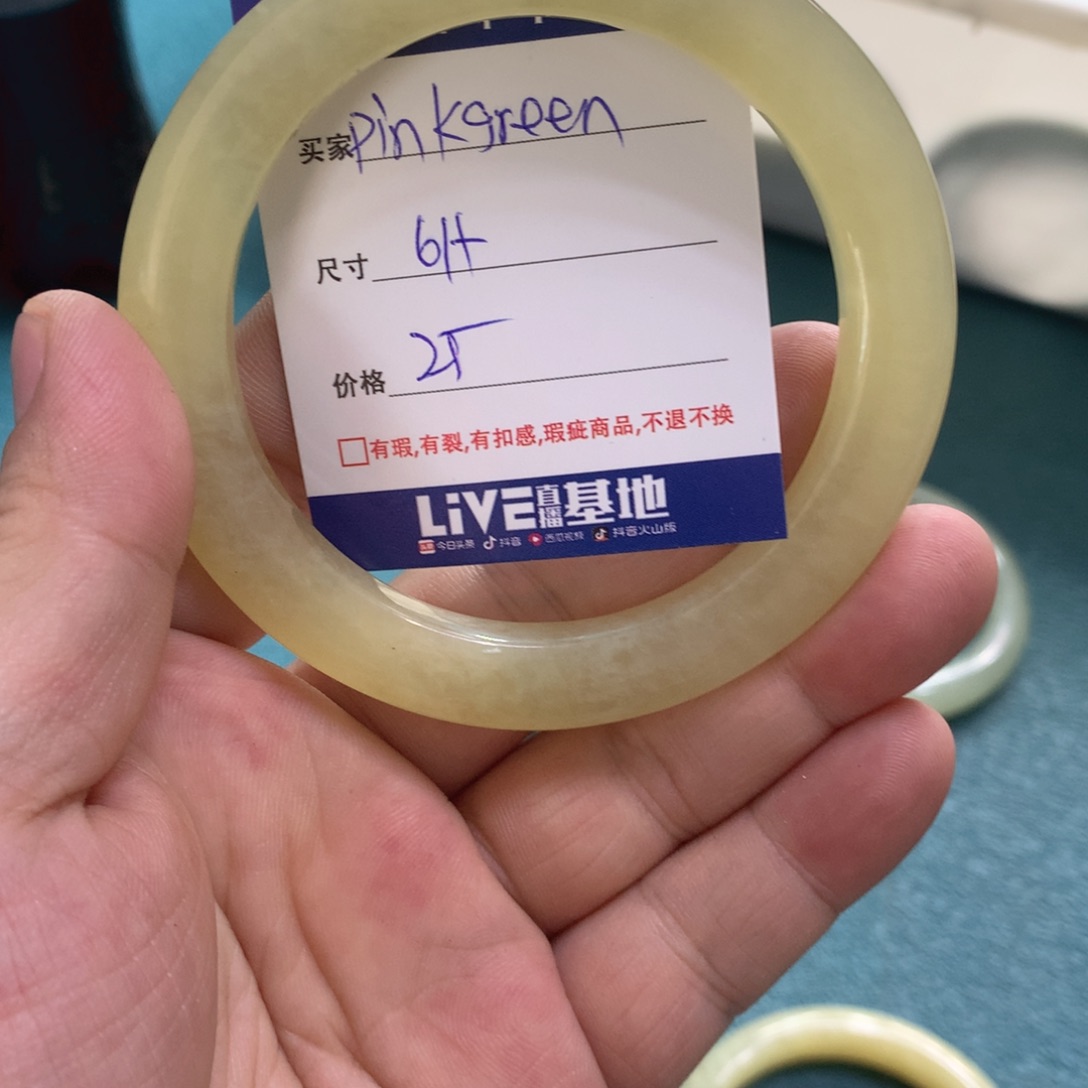 买家 pinkgreen
尺寸 61+
价格
有瑕,有裂,有扣感,瑕疵商品,不退不换
LiVE直播基地
今日头条 抖音 西瓜视频 抖音火山版